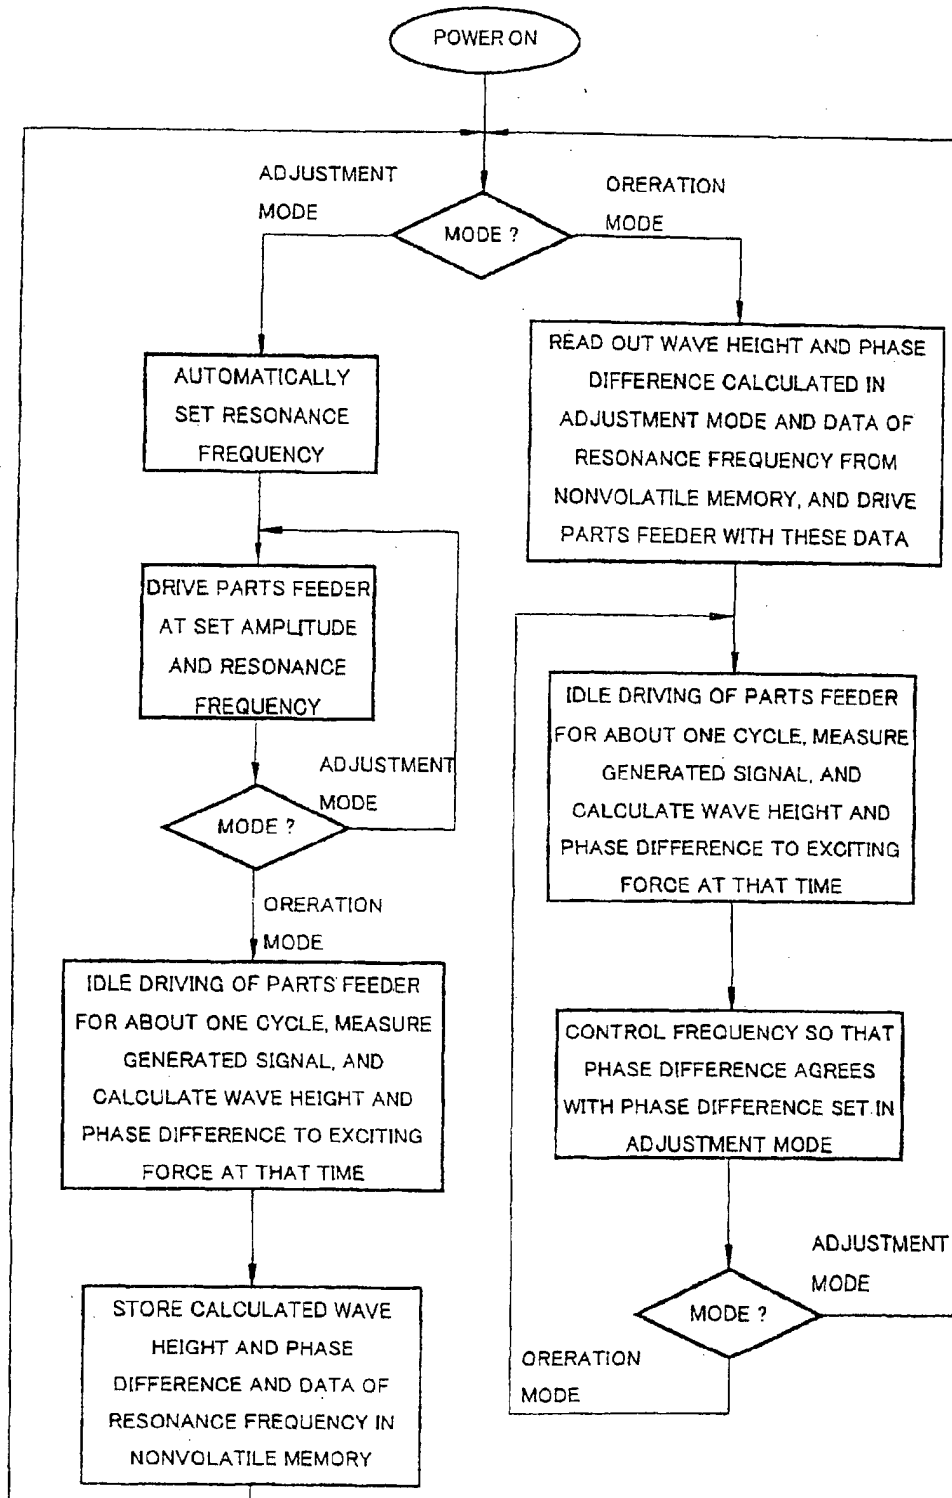 POWER ON
ADJUSTMENT
MODE
ORERATION
MODE
MODE ?
AUTOMATICALLY
SET RESONANCE
FREQUENCY
READ OUT WAVE HEIGHT AND PHASE
DIFFERENCE CALCULATED IN
ADJUSTMENT MODE AND DATA OF
RESONANCE FREQUENCY FROM
NONVOLATILE MEMORY, AND DRIVE
PARTS FEEDER WITH THESE DATA
DRIVE PARTS FEEDER
AT SET AMPLITUDE
AND RESONANCE
FREQUENCY
ADJUSTMENT
MODE
MODE ?
ORERATION
MODE
IDLE DRIVING OF PARTS FEEDER
FOR ABOUT ONE CYCLE, MEASURE
GENERATED SIGNAL, AND
CALCULATE WAVE HEIGHT AND
PHASE DIFFERENCE TO EXCITING
FORCE AT THAT TIME
STORE CALCULATED WAVE
HEIGHT AND PHASE
DIFFERENCE AND DATA OF
RESONANCE FREQUENCY IN
NONVOLATILE MEMORY
IDLE DRIVING OF PARTS FEEDER
FOR ABOUT ONE CYCLE, MEASURE
GENERATED SIGNAL, AND
CALCULATE WAVE HEIGHT AND
PHASE DIFFERENCE TO EXCITING
FORCE AT THAT TIME
CONTROL FREQUENCY SO THAT
PHASE DIFFERENCE AGREES
WITH PHASE DIFFERENCE SET IN
ADJUSTMENT MODE
ADJUSTMENT
MODE
MODE ?
ORERATION
MODE